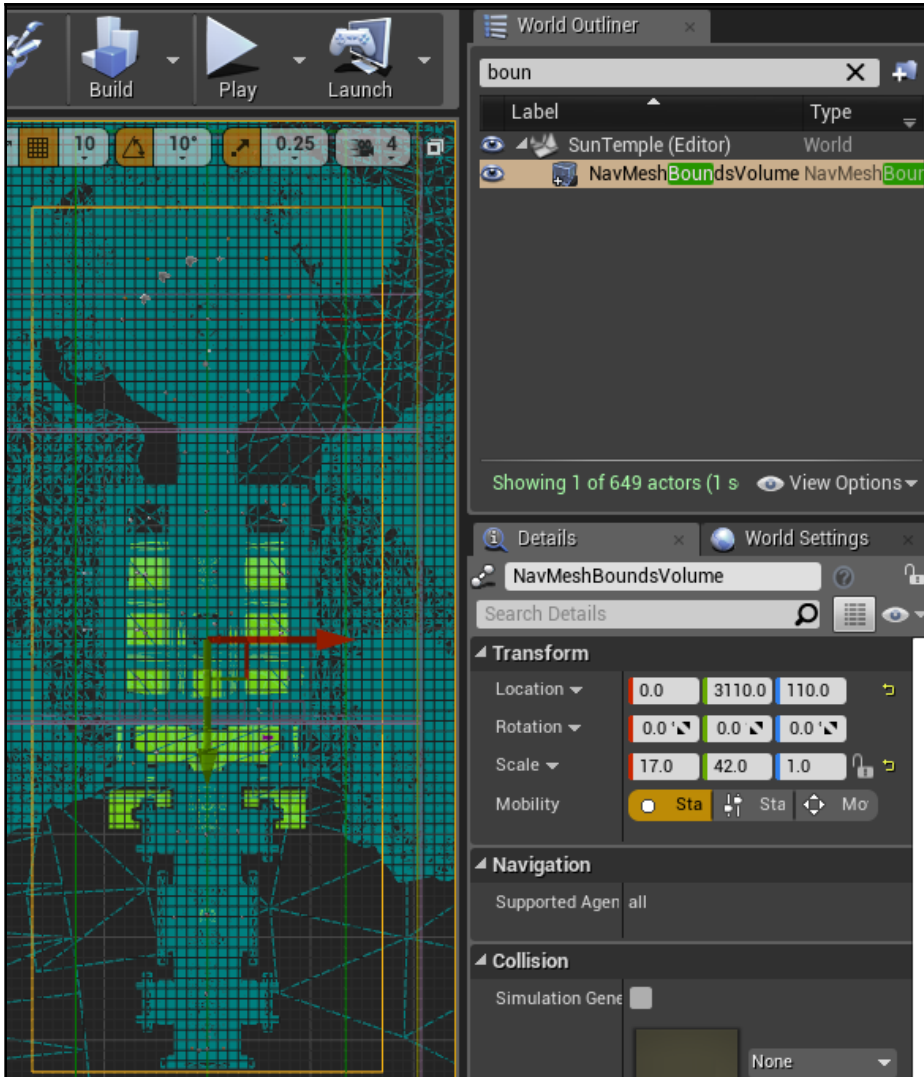 World Outliner
Build
Play
Launch
boun
Label
Type
10
10°
0.25
4
SunTemple (Editor)
World
NavMeshBoundsVolume
NavMeshBoun
Showing 1 of 649 actors (1 s
View Options
Details
World Settings
NavMeshBoundsVolume
Search Details
Transform
Location
0.0
3110.0
110.0
Rotation
0.0 °
0.0 °
0.0 °
Scale
17.0
42.0
1.0
Mobility
Sta
Sta
Mo
Navigation
Supported Agen
all
Collision
Simulation Gene
None